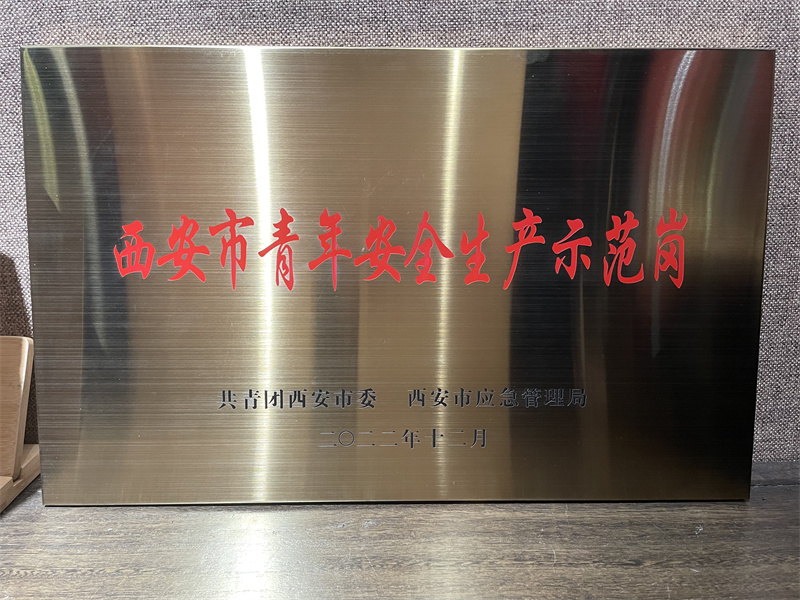 西安市青年安全生产示范岗
共青团西安市委 西安市应急管理局
二〇二二年十二月